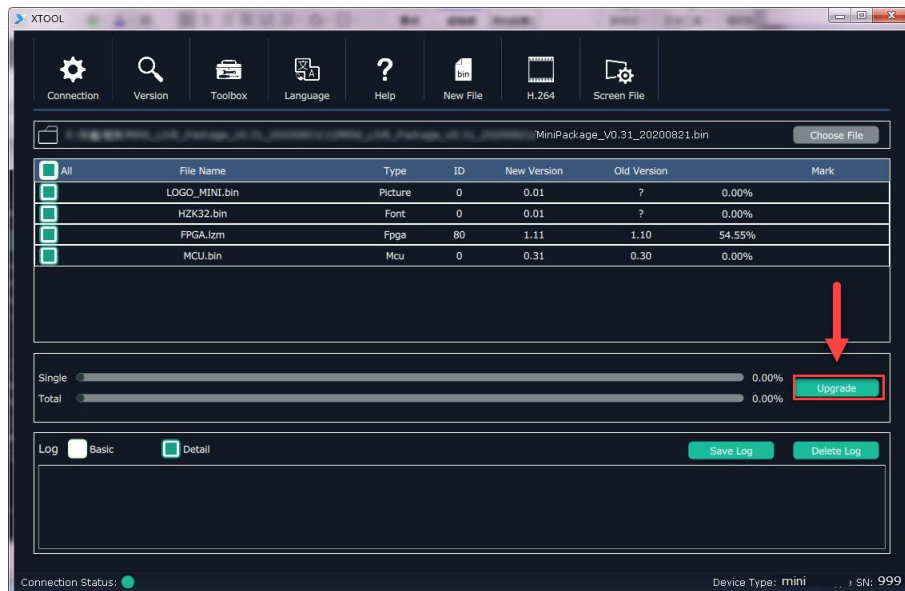 XTOOL
Connection Version Toolbox Language Help New File H.264 Screen File
bin
MiniPackage_V0.31_20200821.bin Choose File
All File Name Type ID New Version Old Version Mark
LOGO_MINI.bin Picture 0 0.01 ? 0.00%
HZK32.bin Font 0 0.01 ? 0.00%
FPGA.lzm Fpga 80 1.11 1.10 54.55%
MCU.bin Mcu 0 0.31 0.30 0.00%
Single 0.00%
Upgrade
Total 0.00%
Log Basic Detail Save Log Delete Log
Connection Status: Device Type: mini SN: 999